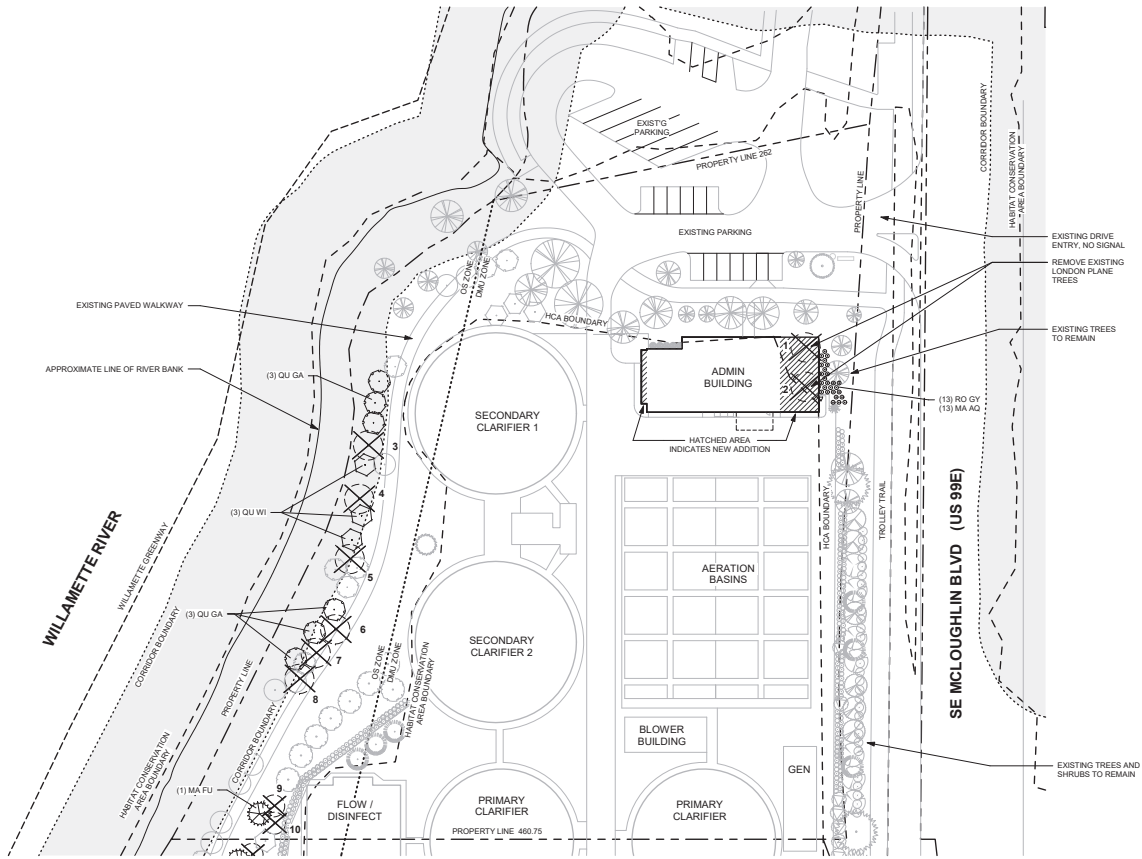 EXIST'G
PARKING
PROPERTY LINE 262
PROPERTY LINE
CORRIDOR BOUNDARY
HABIT CONSERVATION
AREA BOUNDARY
EXISTING PARKING
EXISTING DRIVE
ENTRY, NO SIGNAL
REMOVE EXISTING
LONDON PLANE
TREES
OS ZONE
DMU ZONE
EXISTING PAVED WALKWAY
HCA BOUNDARY
EXISTING TREES
TO REMAIN
APPROXIMATE LINE OF RIVER BANK
(3) QU GA
ADMIN
BUILDING
2
(13) RO GY
(13) MA AQ
SECONDARY
CLARIFIER 1
HATCHED AREA
INDICATES NEW ADDITION
3
4
(3) QU WI
5
WILLAMETTE RIVER
WILLAMETTE GREENWAY
CORRIDOR BOUNDARY
HCA BOUNDARY
TROLLEY TRAIL
SE MCLOUGHLIN BLVD (US 99E)
AERATION
BASINS
(3) QU GA
6
7
8
SECONDARY
CLARIFIER 2
OS ZONE
DMU ZONE
HABITAT CONSERVATION
AREA BOUNDARY
PROPERTY LINE
CORRIDOR BOUNDARY
HABITAT CONSERVATION
AREA BOUNDARY
BLOWER
BUILDING
GEN
EXISTING TREES AND
SHRUBS TO REMAIN
(1) MA FU
9
10
FLOW /
DISINFECT
PRIMARY
CLARIFIER
PRIMARY
CLARIFIER
PROPERTY LINE 460.75